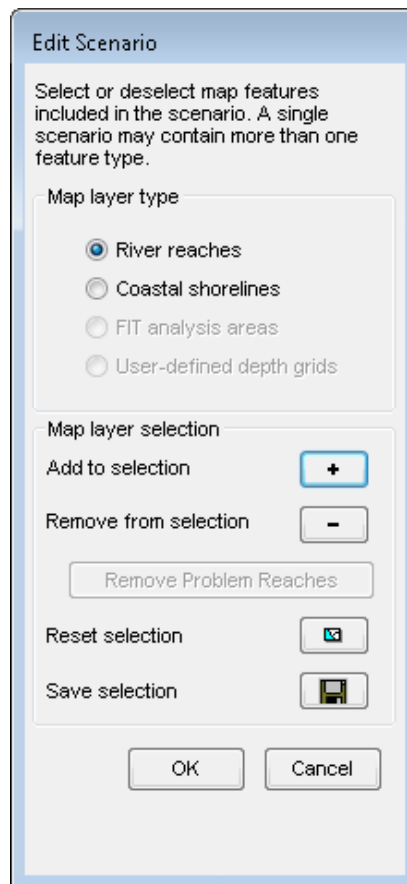 Edit Scenario
Select or deselect map features
included in the scenario. A single
scenario may contain more than one
feature type.
Map layer type
River reaches
Coastal shorelines
FIT analysis areas
User-defined depth grids
Map layer selection
Add to selection
+
Remove from selection
-
Remove Problem Reaches
Reset selection
Save selection
OK
Cancel